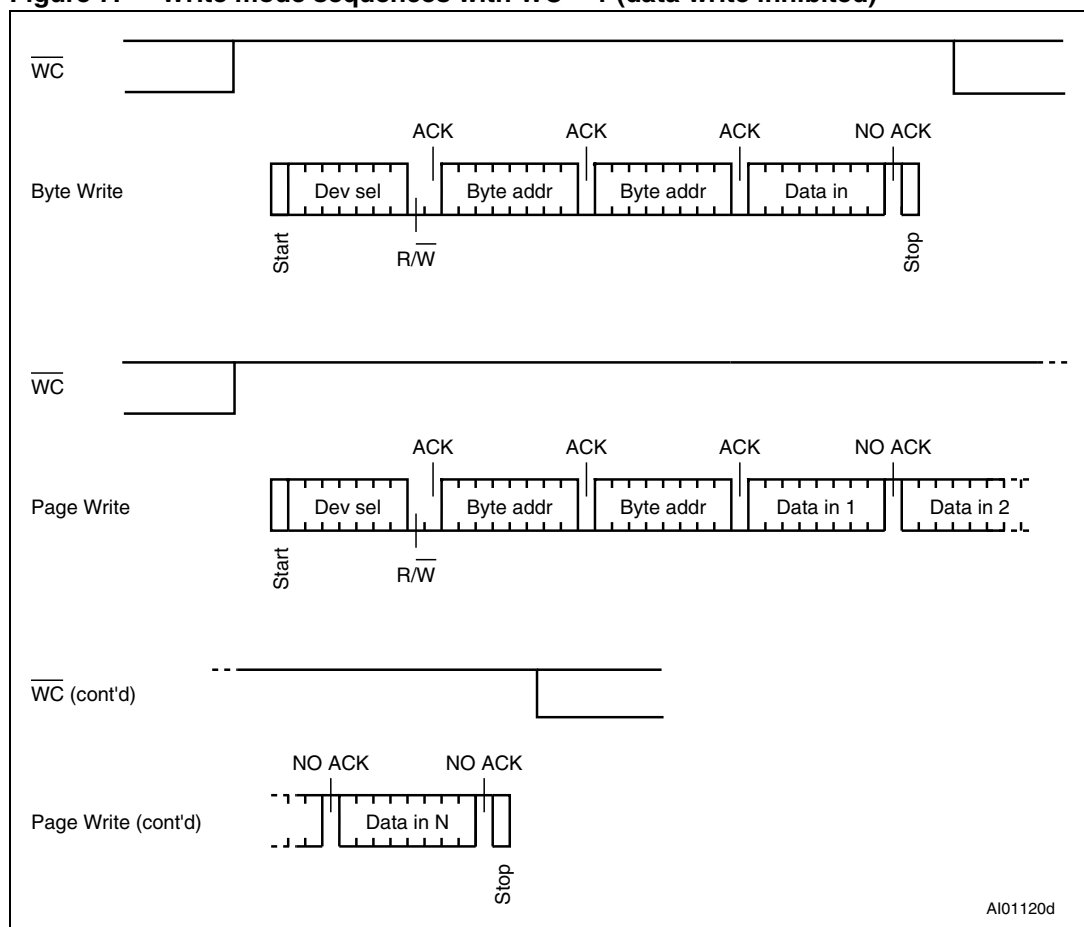 WC
ACK ACK ACK NO ACK
Byte Write Dev sel Byte addr Byte addr Data in
Start R/W Stop
WC
ACK ACK ACK NO ACK
Page Write Dev sel Byte addr Byte addr Data in 1 Data in 2
Start R/W
WC (cont'd)
NO ACK NO ACK
Page Write (cont'd) Data in N
Stop
AI01120d